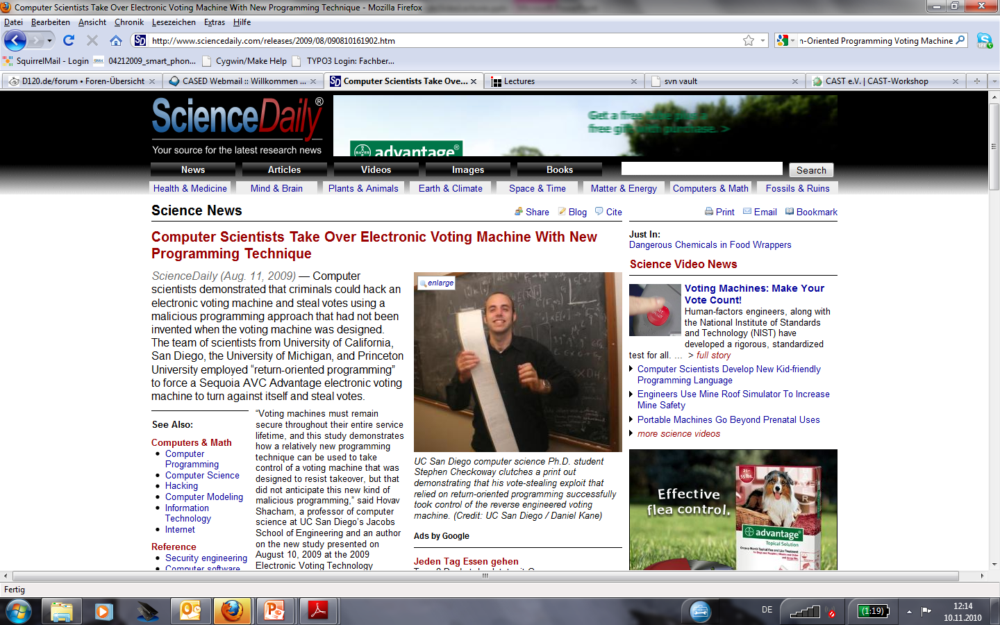 Computer Scientists Take Over Electronic Voting Machine With New Programming Technique - Mozilla Firefox
Datei Bearbeiten Ansicht Chronik Lesezeichen Extras Hilfe
http://www.sciencedaily.com/releases/2009/08/090810161902.htm
n-Oriented Programming Voting Machine
SquirrelMail - Login 04212009_smart_phon... Cygwin/Make Help TYPO3 Login: Fachber...
D120.de/forum • Foren-Übersicht CASED Webmail :: Willkommen ... Computer Scientists Take Ove... Lectures svn vault CAST e.V. | CAST-Workshop
ScienceDaily®
Your source for the latest research news
free gift with purchase. >
BAYER advantage®
News Articles Videos Images Books Search
Health & Medicine Mind & Brain Plants & Animals Earth & Climate Space & Time Matter & Energy Computers & Math Fossils & Ruins
Science News
Share Blog Cite
Print Email Bookmark
Computer Scientists Take Over Electronic Voting Machine With New
Programming Technique
ScienceDaily (Aug. 11, 2009) — Computer
scientists demonstrated that criminals could hack an
electronic voting machine and steal votes using a
malicious programming approach that had not been
invented when the voting machine was designed.
The team of scientists from University of California,
San Diego, the University of Michigan, and Princeton
University employed “return-oriented programming”
to force a Sequoia AVC Advantage electronic voting
machine to turn against itself and steal votes.
See Also:
Computers & Math
Computer
Programming
Computer Science
Hacking
Computer Modeling
Information
Technology
Internet
Reference
Security engineering
Computer software
“Voting machines must remain
secure throughout their entire service
lifetime, and this study demonstrates
how a relatively new programming
technique can be used to take
control of a voting machine that was
designed to resist takeover, but that
did not anticipate this new kind of
malicious programming,” said Hovav
Shacham, a professor of computer
science at UC San Diego’s Jacobs
School of Engineering and an author
on the new study presented on
August 10, 2009 at the 2009
Electronic Voting Technology
enlarge
UC San Diego computer science Ph.D. student
Stephen Checkoway clutches a print out
demonstrating that his vote-stealing exploit that
relied on return-oriented programming successfully
took control of the reverse engineered voting
machine. (Credit: UC San Diego / Daniel Kane)
Ads by Google
Jeden Tag Essen gehen
Just In:
Dangerous Chemicals in Food Wrappers
Science Video News
Voting Machines: Make Your
Vote Count!
Human-factors engineers, along with
the National Institute of Standards
and Technology (NIST) have
developed a rigorous, standardized
test for all. ... > full story
Computer Scientists Develop New Kid-friendly
Programming Language
Engineers Use Mine Roof Simulator To Increase
Mine Safety
Portable Machines Go Beyond Prenatal Uses
more science videos
Effective
flea control.
21-
55 lbs.
advantage
Topical Solution
Fertig
DE
(1:19)
12:14
10.11.2010